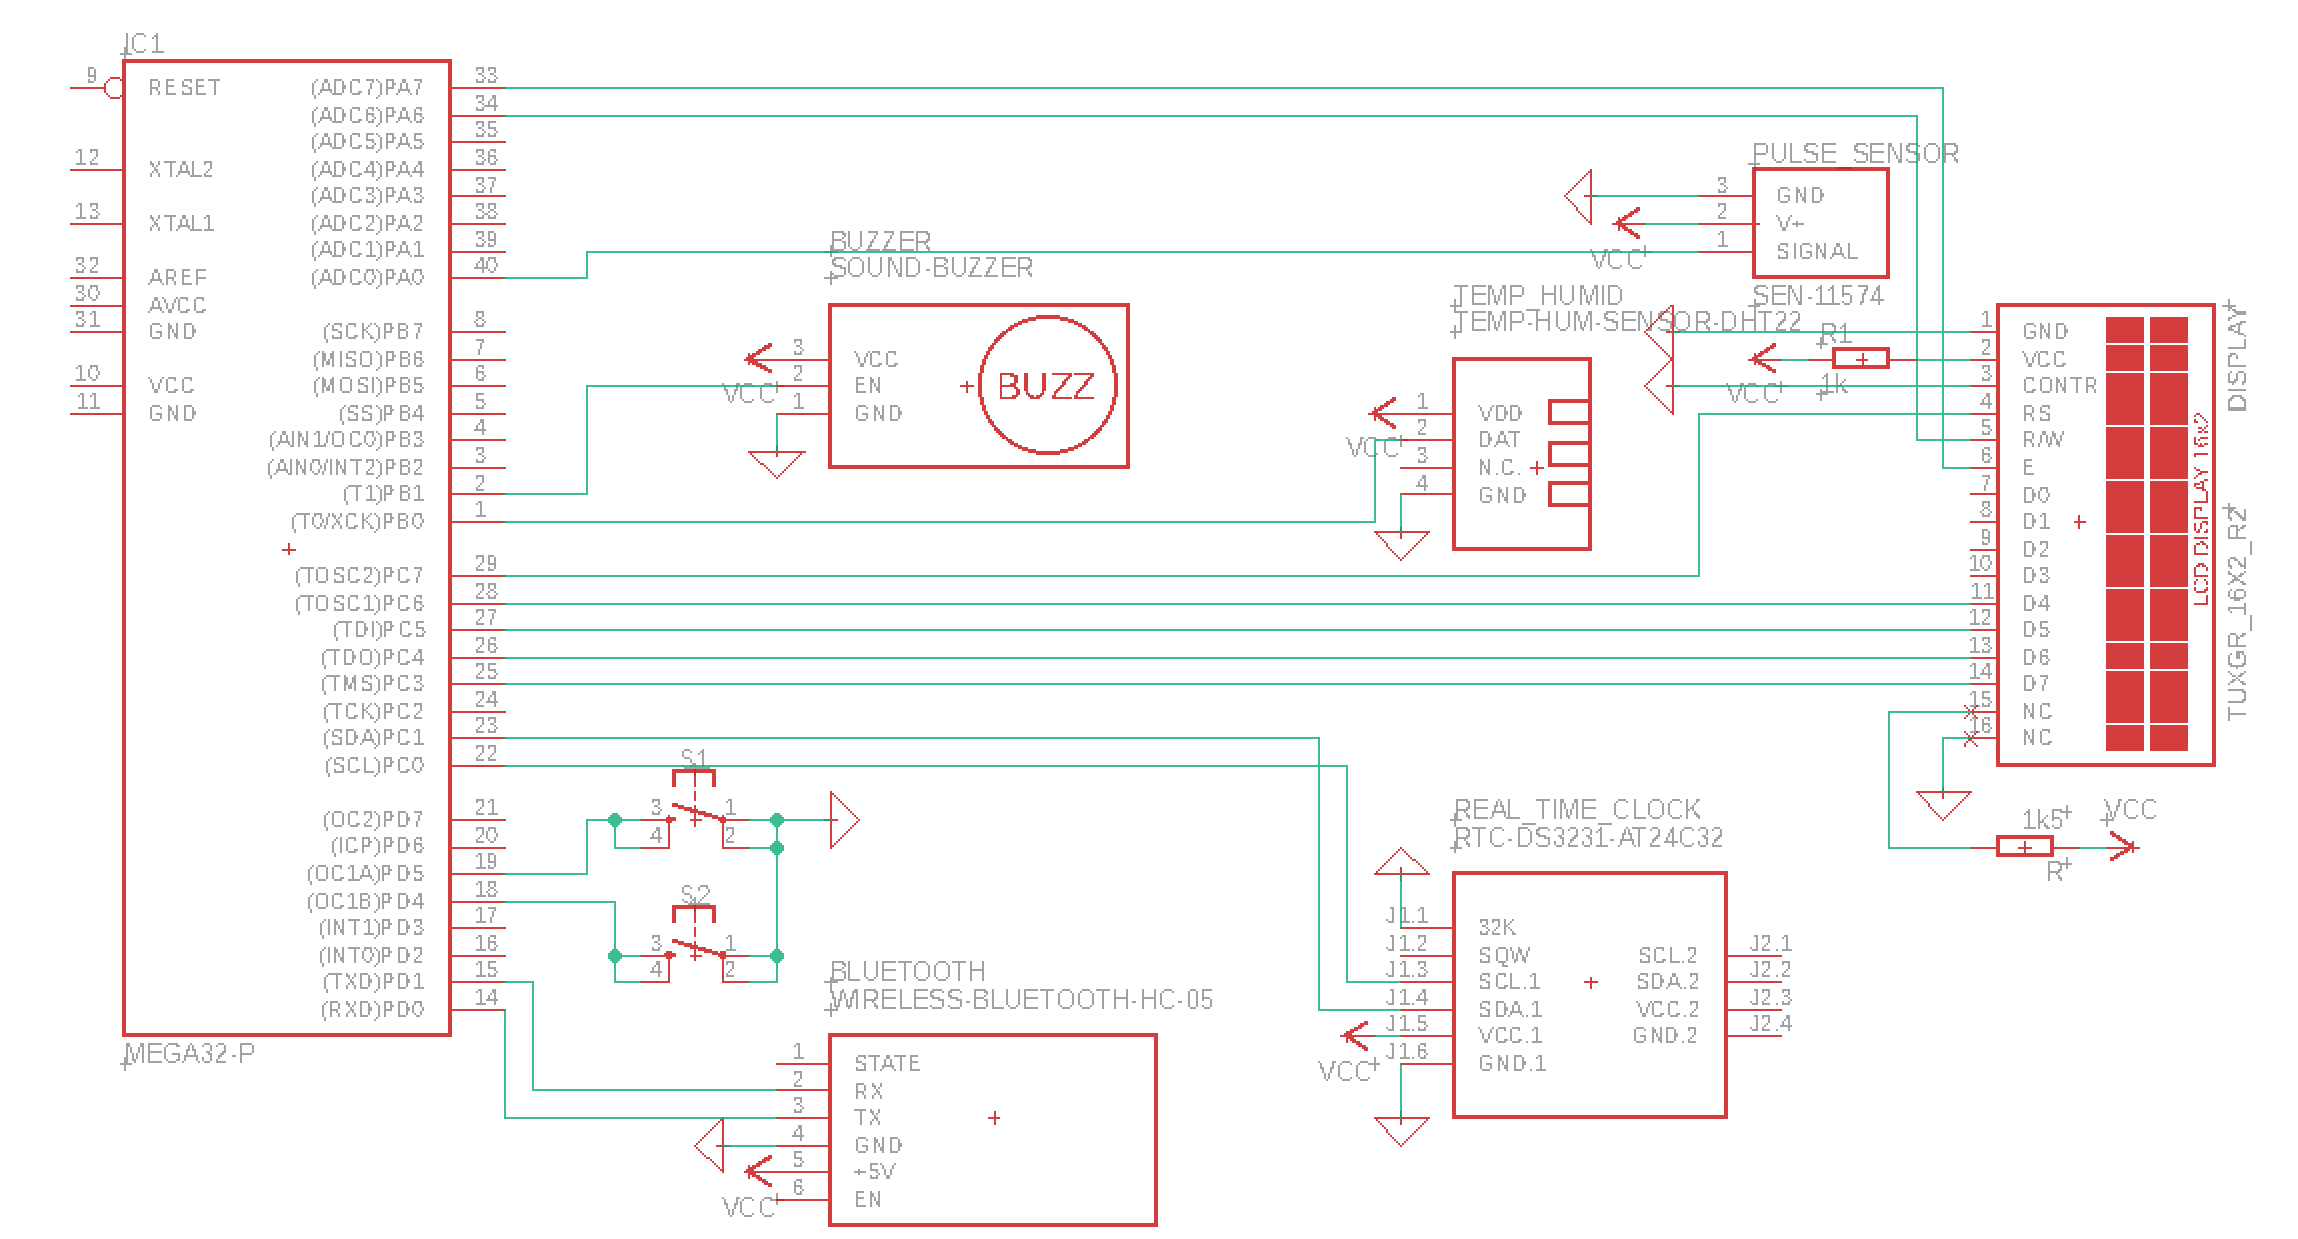 IC1
9 RESET
12 XTAL2
13 XTAL1
32 AREF
30 AVCC
31 GND
10 VCC
11 GND
(ADC7)PA7 33
(ADC6)PA6 34
(ADC5)PA5 35
(ADC4)PA4 36
(ADC3)PA3 37
(ADC2)PA2 38
(ADC1)PA1 39
(ADC0)PA0 40
(SCK)PB7 8
(MISO)PB6 7
(MOSI)PB5 6
(SS)PB4 5
(AIN1/OC0)PB3 4
(AIN0/INT2)PB2 3
(T1)PB1 2
(T0/XCK)PB0 1
(TOSC2)PC7 29
(TOSC1)PC6 28
(TDI)PC5 27
(TDO)PC4 26
(TMS)PC3 25
(TCK)PC2 24
(SDA)PC1 23
(SCL)PC0 22
(OC2)PD7 21
(ICP)PD6 20
(OC1A)PD5 19
(OC1B)PD4 18
(INT1)PD3 17
(INT0)PD2 16
(TXD)PD1 15
(RXD)PD0 14
MEGA32-P
BUZZER
SOUND-BUZZER
3 VCC
2 EN
1 GND
VCC
BUZZ
PULSE_SENSOR
3 GND
2 V+
1 SIGNAL
VCC
SEN-11574
TEMP_HUMID
TEMP-HUM-SENSOR-DHT22
1 VDD
2 DAT
3 N.C.
4 GND
VCC
R1
1k
VCC
1 GND
2 VCC
3 CONTR
4 RS
5 R/W
6 E
7 D0
8 D1
9 D2
10 D3
11 D4
12 D5
13 D6
14 D7
15 NC
16 NC
LCD DISPLAY 16x2
DISPLAY
TUXGR_16X2_R2
1k5
VCC
R
S1
3 1
4 2
S2
3 1
4 2
BLUETOOTH
WIRELESS-BLUETOOTH-HC-05
1 STATE
2 RX
3 TX
4 GND
5 +5V
6 EN
VCC
REAL_TIME_CLOCK
RTC-DS3231-AT24C32
J1.1 32K
J1.2 SQW
J1.3 SCL.1
J1.4 SDA.1
J1.5 VCC.1
J1.6 GND.1
VCC
SCL.2 J2.1
SDA.2 J2.2
VCC.2 J2.3
GND.2 J2.4